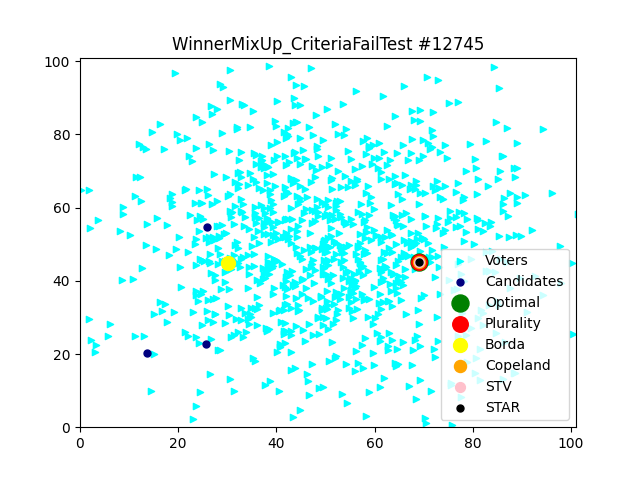 WinnerMixUp_CriteriaFailTest #12745
100
80
60
40
20
0
0 20 40 60 80 100
Voters
Candidates
Optimal
Plurality
Borda
Copeland
STV
STAR